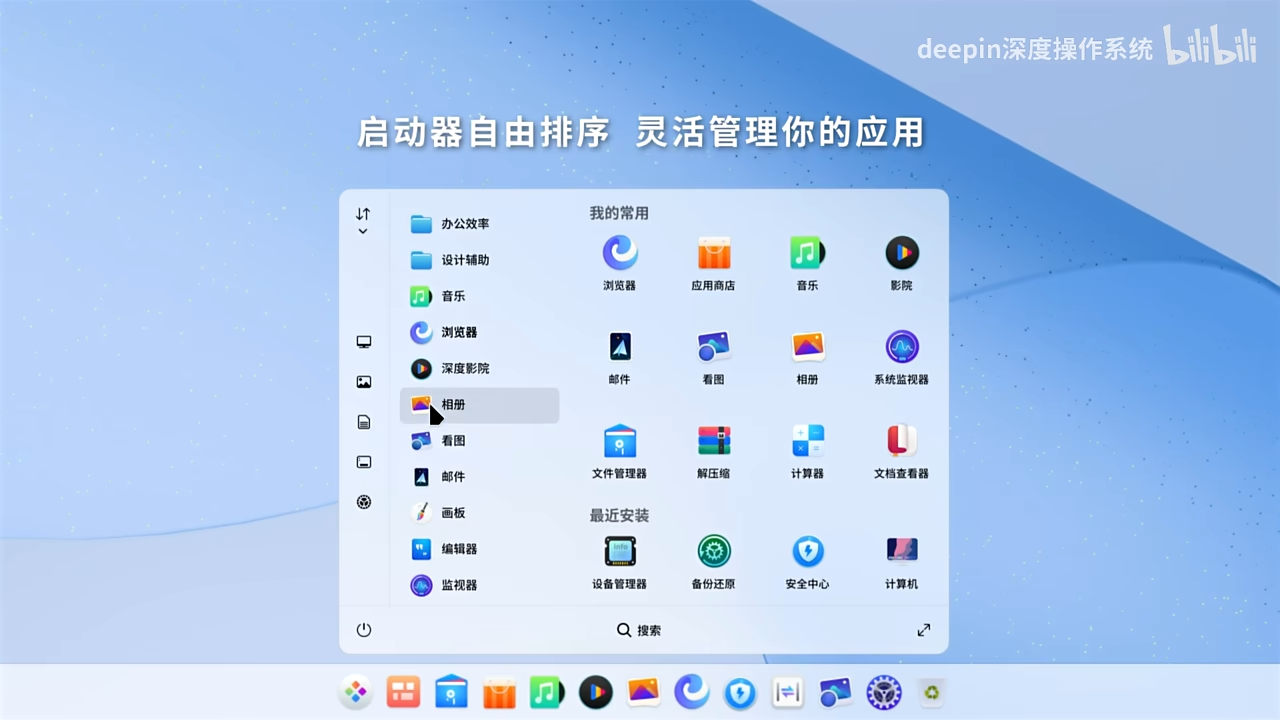 deepin深度操作系统 bilibili
启动器自由排序 灵活管理你的应用
办公效率
设计辅助
音乐
浏览器
深度影院
相册
看图
邮件
画板
编辑器
监视器
我的常用
浏览器 应用商店 音乐 影院
邮件 看图 相册 系统监视器
文件管理器 解压缩 计算器 文档查看器
最近安装
info
设备管理器 备份还原 安全中心 计算机
搜索